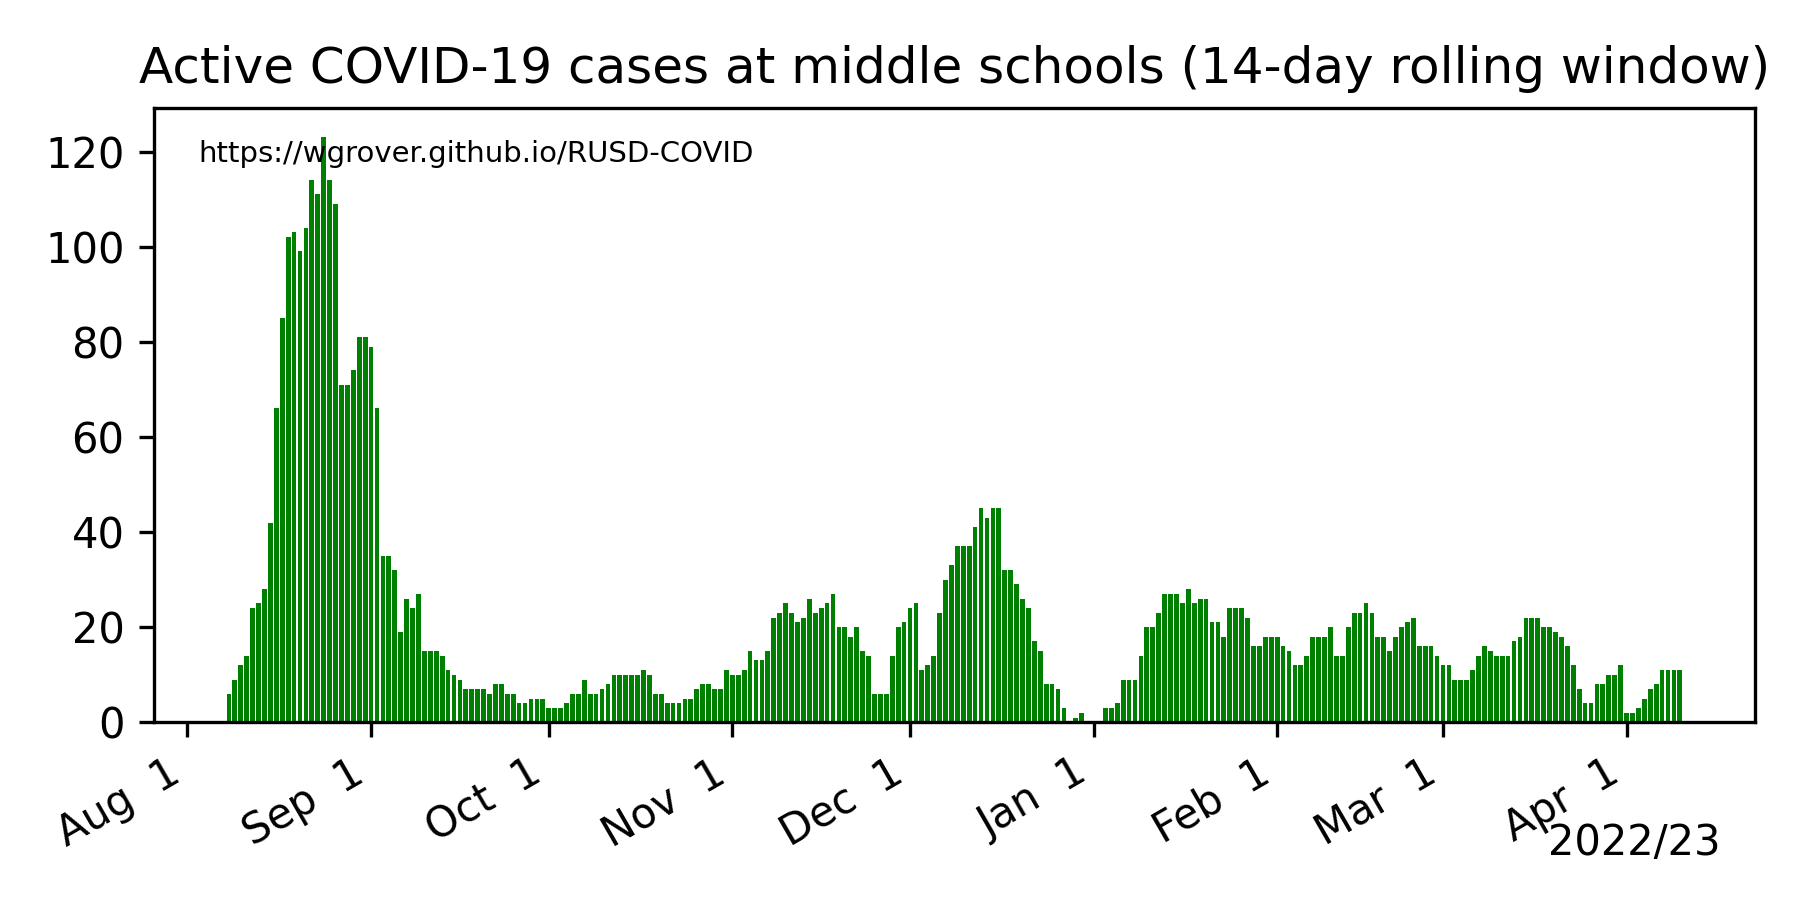 Active COVID-19 cases at middle schools (14-day rolling window)
https://wgrover.github.io/RUSD-COVID
120
100
80
60
40
20
0
Aug 1
Sep 1
Oct 1
Nov 1
Dec 1
Jan 1
Feb 1
Mar 1
Apr 1
2022/23